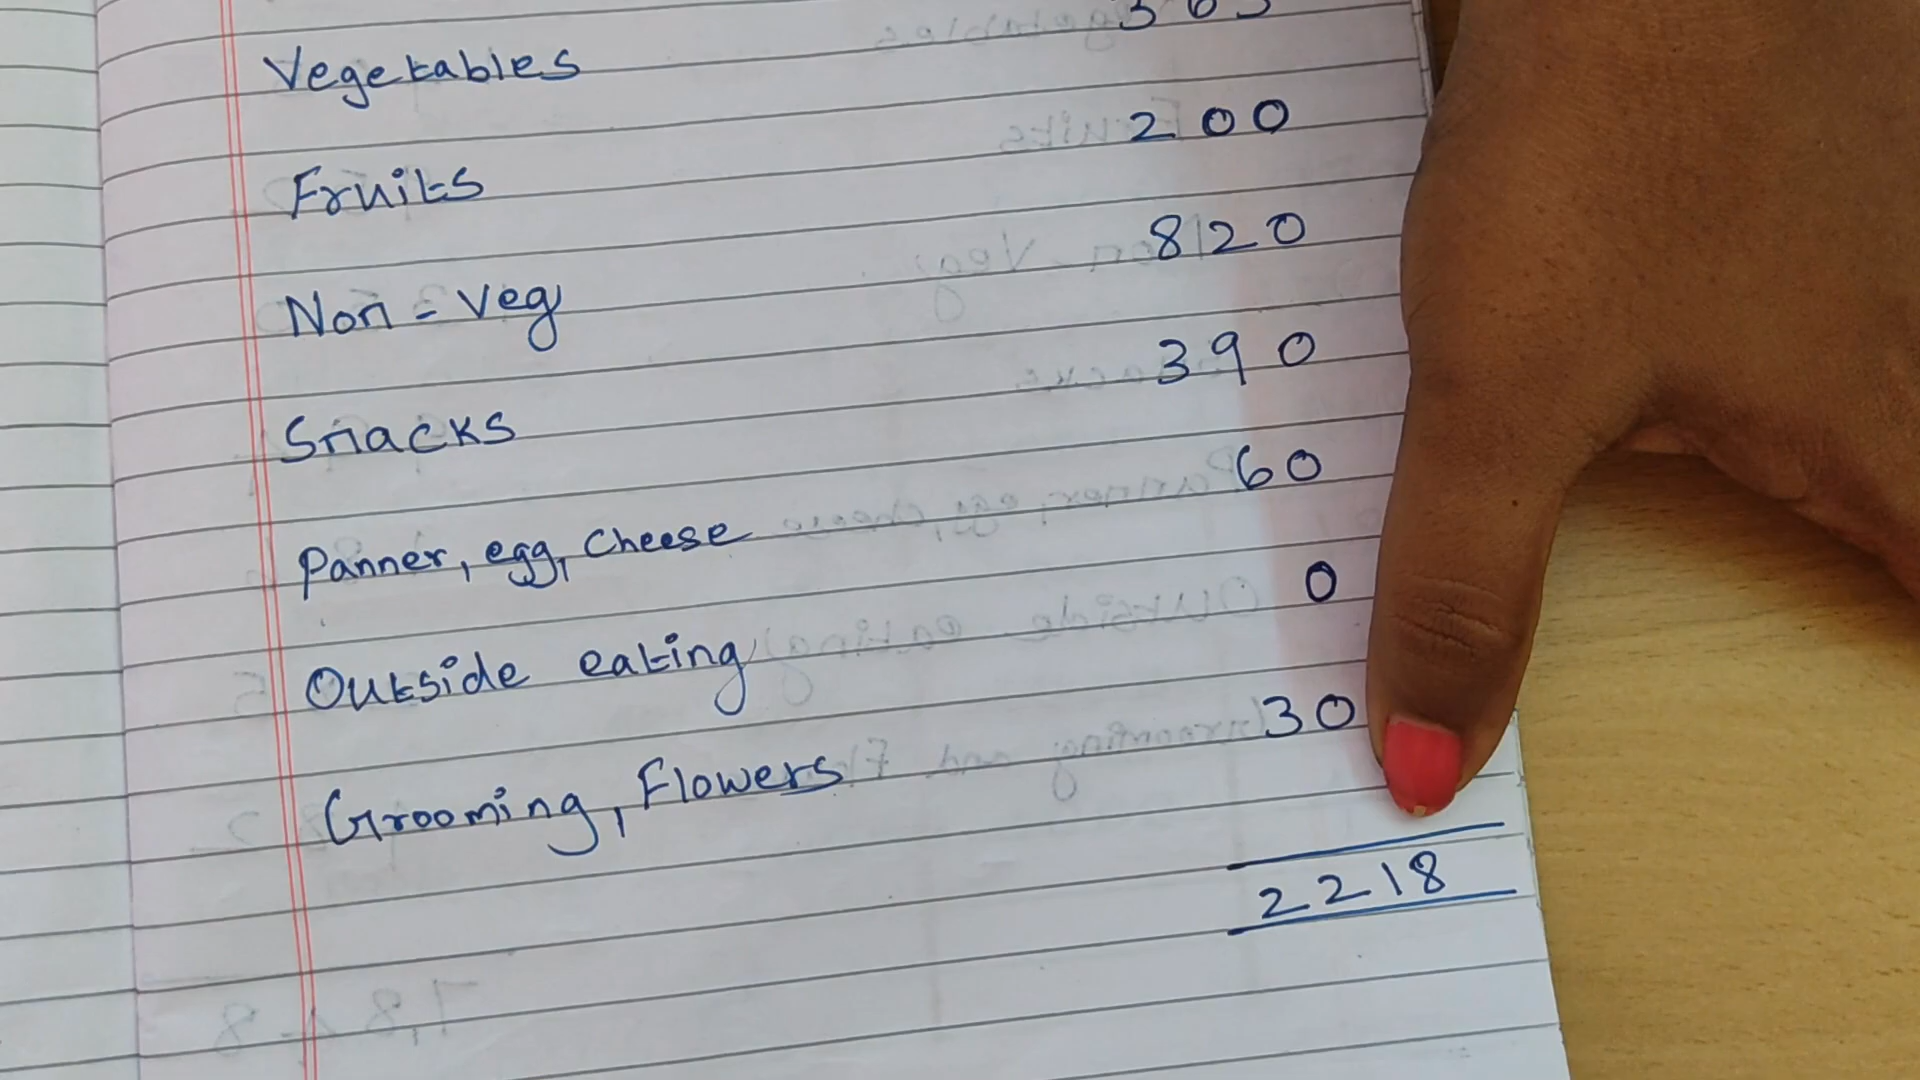 Vegetables
Fruits 200
Non-Veg 820
Snacks 390
Panner, egg, cheese 60
Outside eating 0
Grooming, Flowers 30
2218